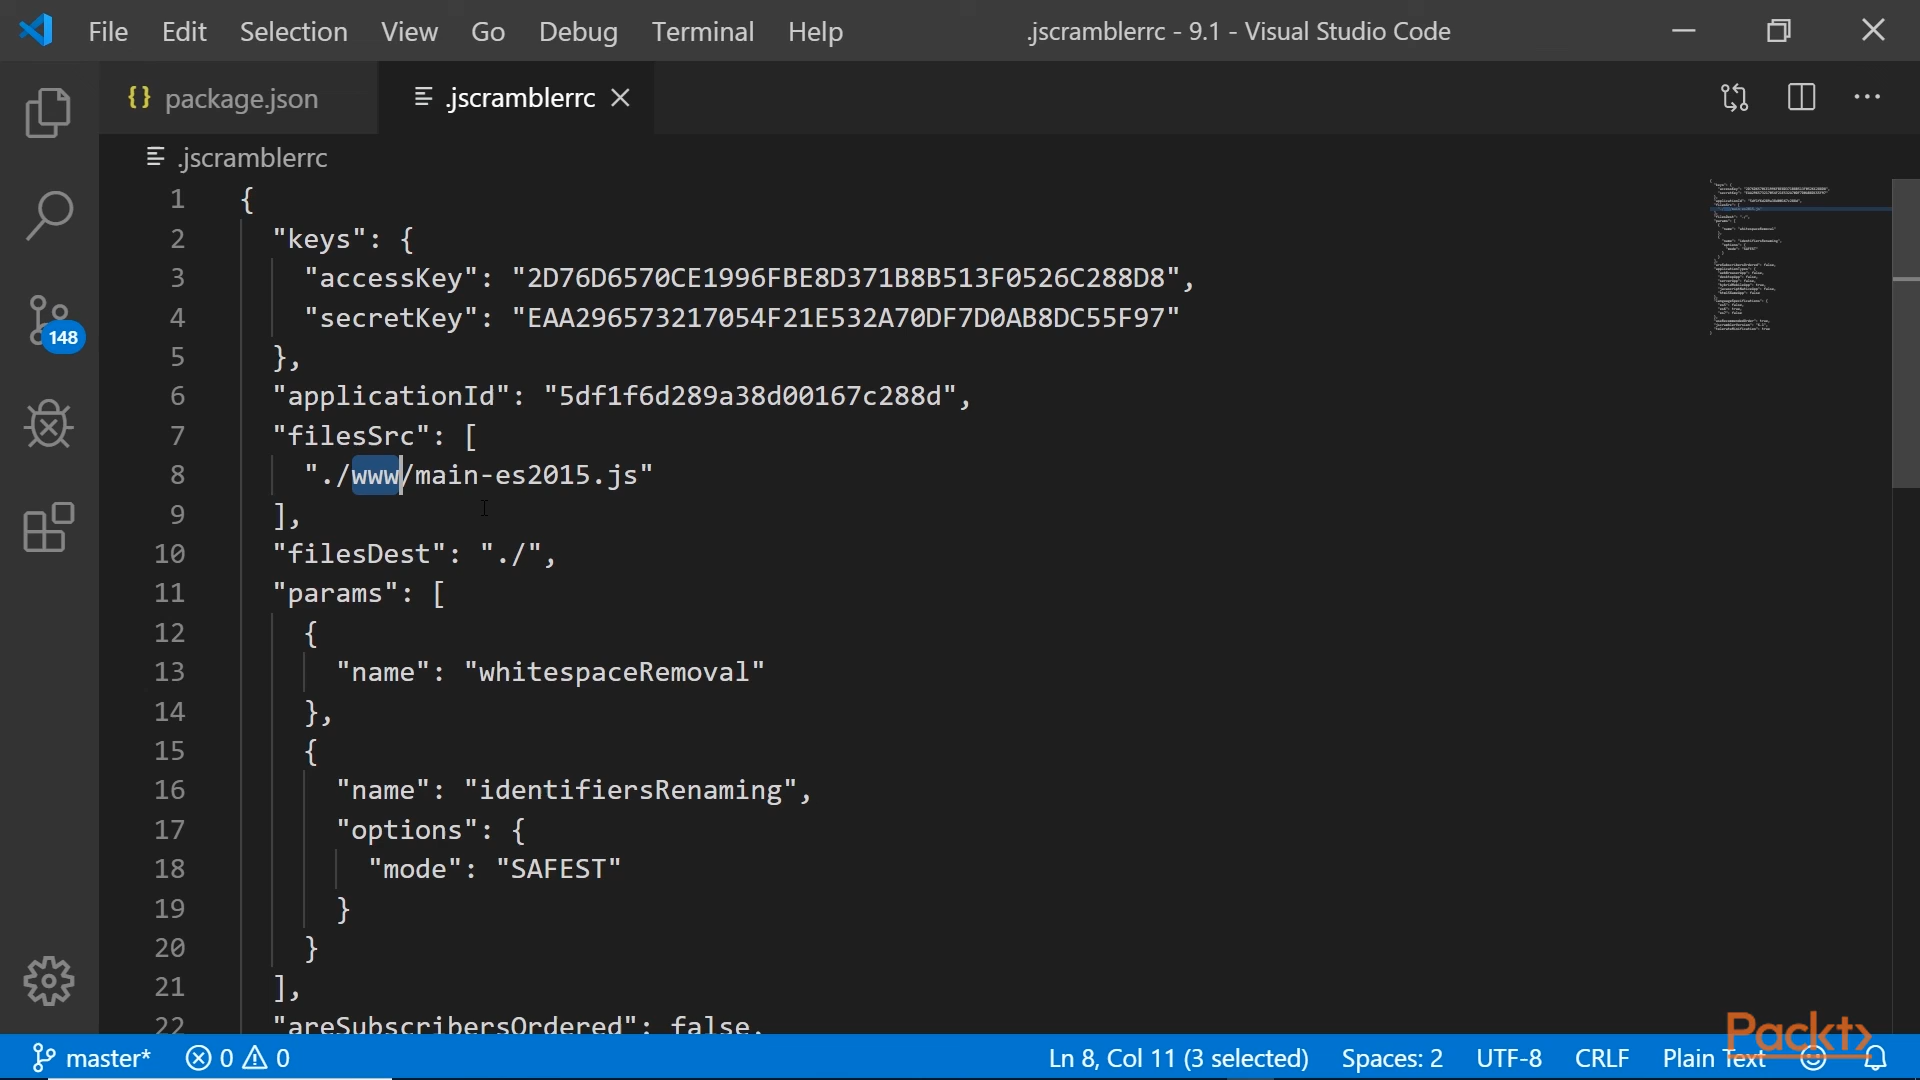 File Edit Selection View Go Debug Terminal Help .jscramblerrc - 9.1 - Visual Studio Code
{} package.json .jscramblerrc
.jscramblerrc
1 {
2 "keys": {
3 "accessKey": "2D76D6570CE1996FBE8D371B8B513F0526C288D8",
4 "secretKey": "EAA296573217054F21E532A70DF7D0AB8DC55F97"
5 },
6 "applicationId": "5df1f6d289a38d00167c288d",
7 "filesSrc": [
8 "./www/main-es2015.js"
9 ],
10 "filesDest": "./",
11 "params": [
12 {
13 "name": "whitespaceRemoval"
14 },
15 {
16 "name": "identifiersRenaming",
17 "options": {
18 "mode": "SAFEST"
19 }
20 }
21 ],
22 "areSubscribersOrdered": false,
148
Packt>
master* 0 0 Ln 8, Col 11 (3 selected) Spaces: 2 UTF-8 CRLF Plain Text